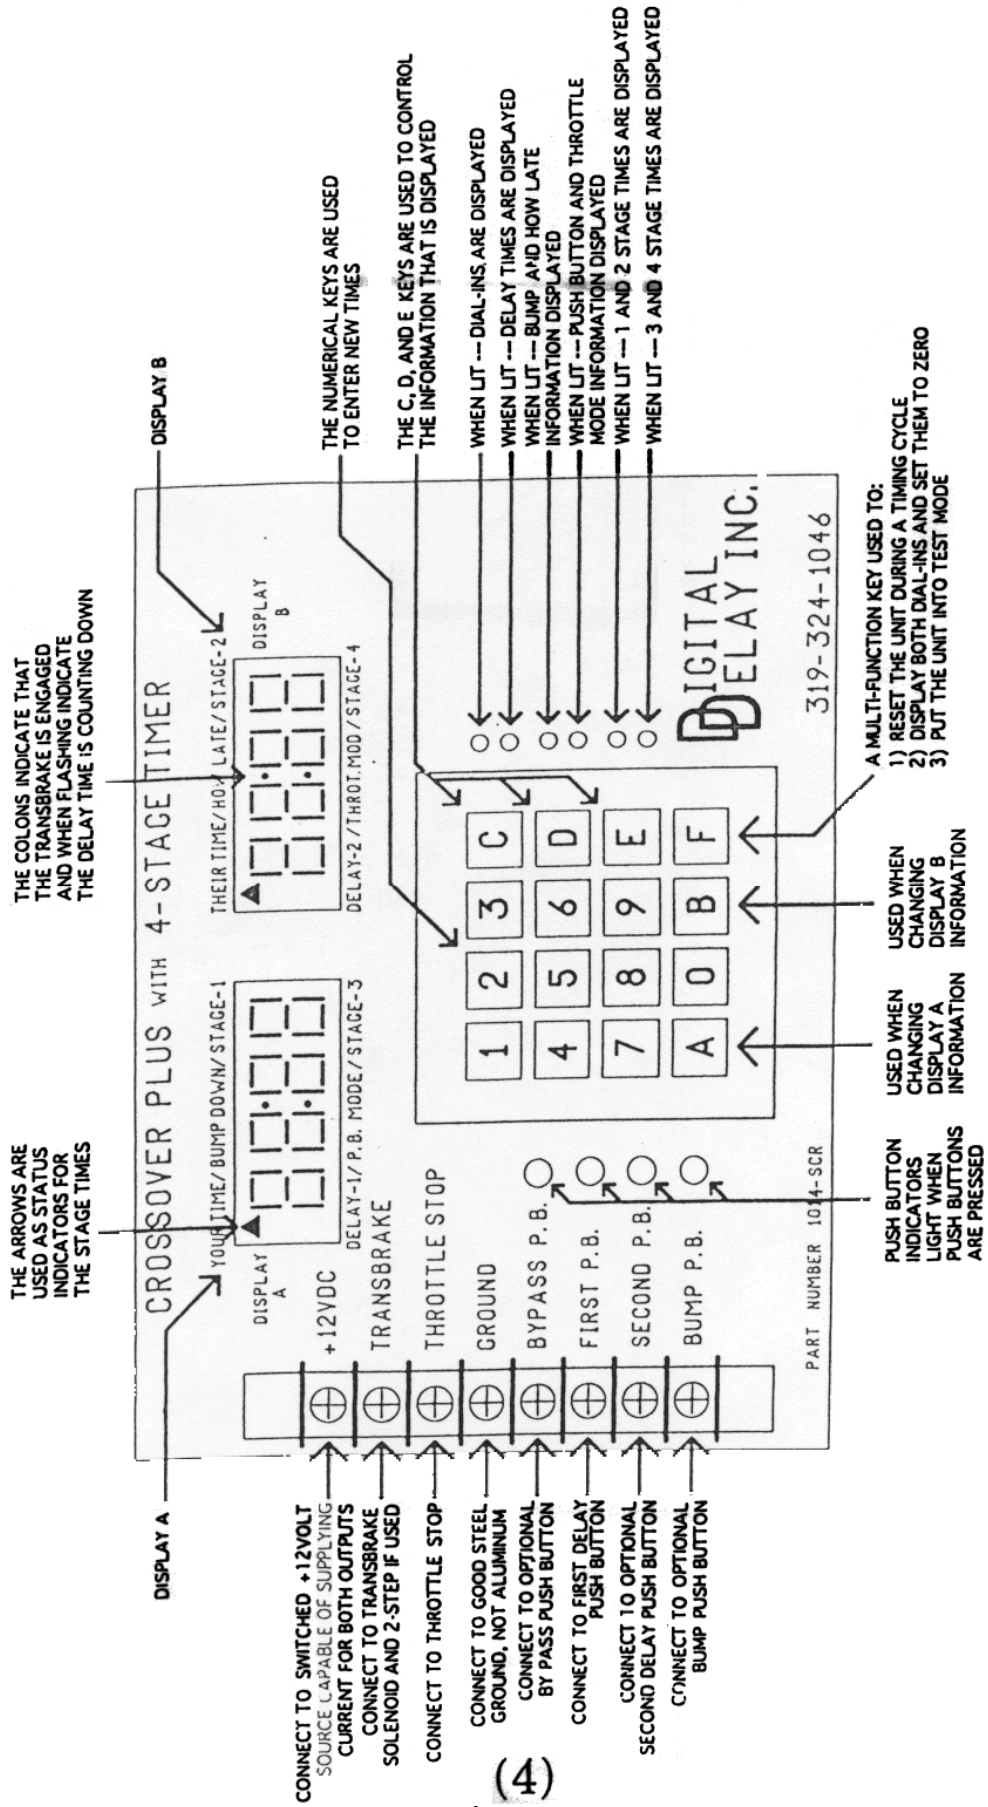 THE ARROWS ARE
USED AS STATUS
INDICATORS FOR
THE STAGE TIMES
THE COLONS INDICATE THAT
THE TRANSBRAKE IS ENGAGED
AND WHEN FLASHING INDICATE
THE DELAY TIME IS COUNTING DOWN
DISPLAY A
DISPLAY B
CROSSOVER PLUS WITH 4-STAGE TIMER
YOUR TIME/BUMP DOWN/STAGE-1
THEIR TIME/HOW LATE/STAGE-2
DISPLAY
A
DISPLAY
B
DELAY-1/P.B. MODE/STAGE-3
DELAY-2/THROT.MOD/STAGE-4
CONNECT TO SWITCHED +12VOLT
SOURCE CAPABLE OF SUPPLYING
CURRENT FOR BOTH OUTPUTS
CONNECT TO TRANSBRAKE
SOLENOID AND 2-STEP IF USED
CONNECT TO THROTTLE STOP
CONNECT TO GOOD STEEL
GROUND, NOT ALUMINUM
CONNECT TO OPTIONAL
BY PASS PUSH BUTTON
CONNECT TO FIRST DELAY
PUSH BUTTON
CONNECT TO OPTIONAL
SECOND DELAY PUSH BUTTON
CONNECT TO OPTIONAL
BUMP PUSH BUTTON
+12VDC
TRANSBRAKE
THROTTLE STOP
GROUND
BYPASS P.B.
FIRST P.B.
SECOND P.B.
BUMP P.B.
1 2 3 C
4 5 6 D
7 8 9 E
A 0 B F
THE NUMERICAL KEYS ARE USED
TO ENTER NEW TIMES
THE C, D, AND E KEYS ARE USED TO CONTROL
THE INFORMATION THAT IS DISPLAYED
WHEN LIT --- DIAL-INS ARE DISPLAYED
WHEN LIT --- DELAY TIMES ARE DISPLAYED
WHEN LIT --- BUMP AND HOW LATE
INFORMATION DISPLAYED
WHEN LIT --- PUSH BUTTON AND THROTTLE
MODE INFORMATION DISPLAYED
WHEN LIT --- 1 AND 2 STAGE TIMES ARE DISPLAYED
WHEN LIT --- 3 AND 4 STAGE TIMES ARE DISPLAYED
DIGITAL
DELAY INC.
PART NUMBER 1014-SCR
319-324-1046
PUSH BUTTON
INDICATORS
LIGHT WHEN
PUSH BUTTONS
ARE PRESSED
USED WHEN
CHANGING
DISPLAY A
INFORMATION
USED WHEN
CHANGING
DISPLAY B
INFORMATION
A MULTI-FUNCTION KEY USED TO:
1) RESET THE UNIT DURING A TIMING CYCLE
2) DISPLAY BOTH DIAL-INS AND SET THEM TO ZERO
3) PUT THE UNIT INTO TEST MODE
(4)